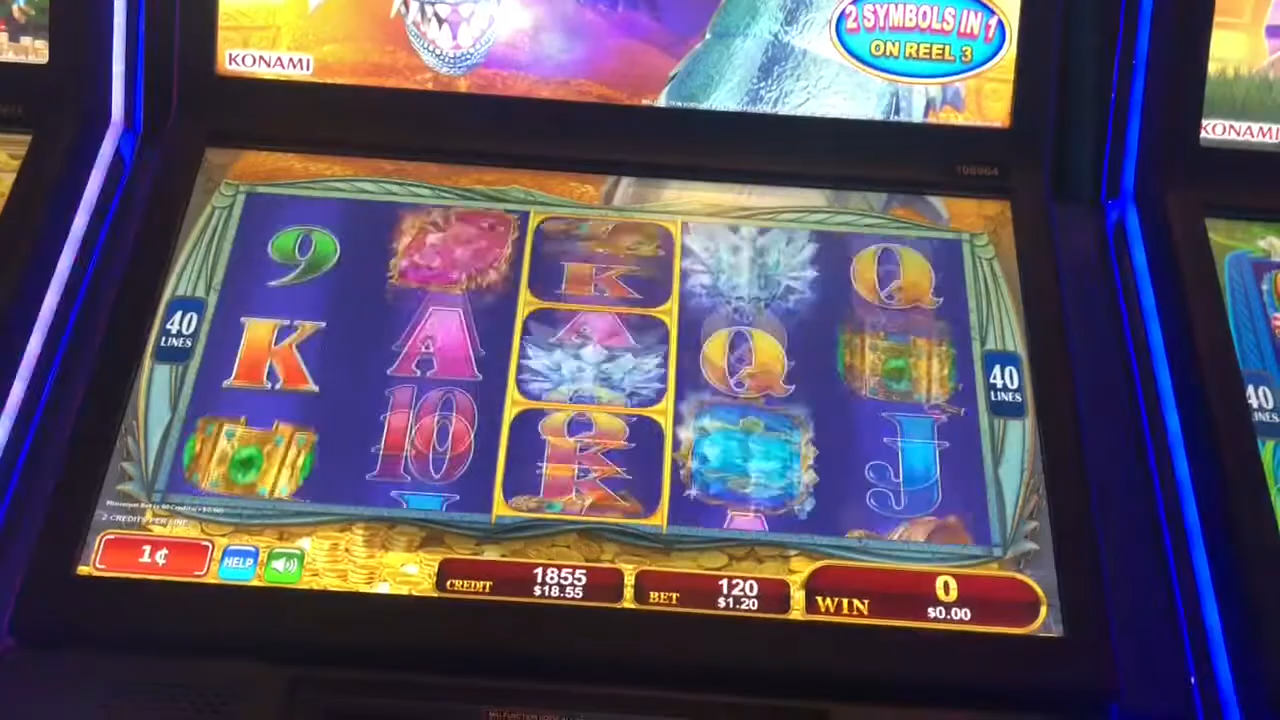 2 SYMBOLS IN 1
ON REEL 3
KONAMI
KONAMI
108964
9
K
Q
K
A
A
Q
40
LINES
40
LINES
40
LINES
10
Q
K
J
J
A
2 CREDITS PER LINE
1¢
HELP
CREDIT
1855
$18.55
BET
120
$1.20
WIN
0
$0.00